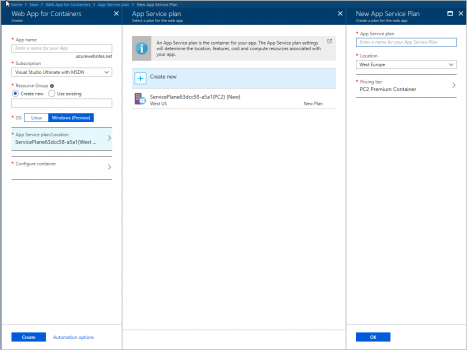 Home > New > Web App for Containers > App Service plan > New App Service Plan
Web App for Containers
Create
* App name
Enter a name for your App
.azurewebsites.net
* Subscription
Visual Studio Ultimate with MSDN
* Resource Group
Create new
Use existing
* OS
Linux
Windows (Preview)
* App Service plan/Location
ServicePlane63dcc58-a5a1(West ...
* Configure container
Create
Automation options
App Service plan
Select a plan for the web app
An App Service plan is the container for your app. The App Service plan settings
will determine the location, features, cost and compute resources associated with
your app.
Create new
ServicePlane63dcc58-a5a1(PC2) (New)
West US
New Plan
New App Service Plan
Create a plan for the web app
* App Service plan
Enter a name for your App Service Plan
* Location
West Europe
* Pricing tier
PC2 Premium Container
OK